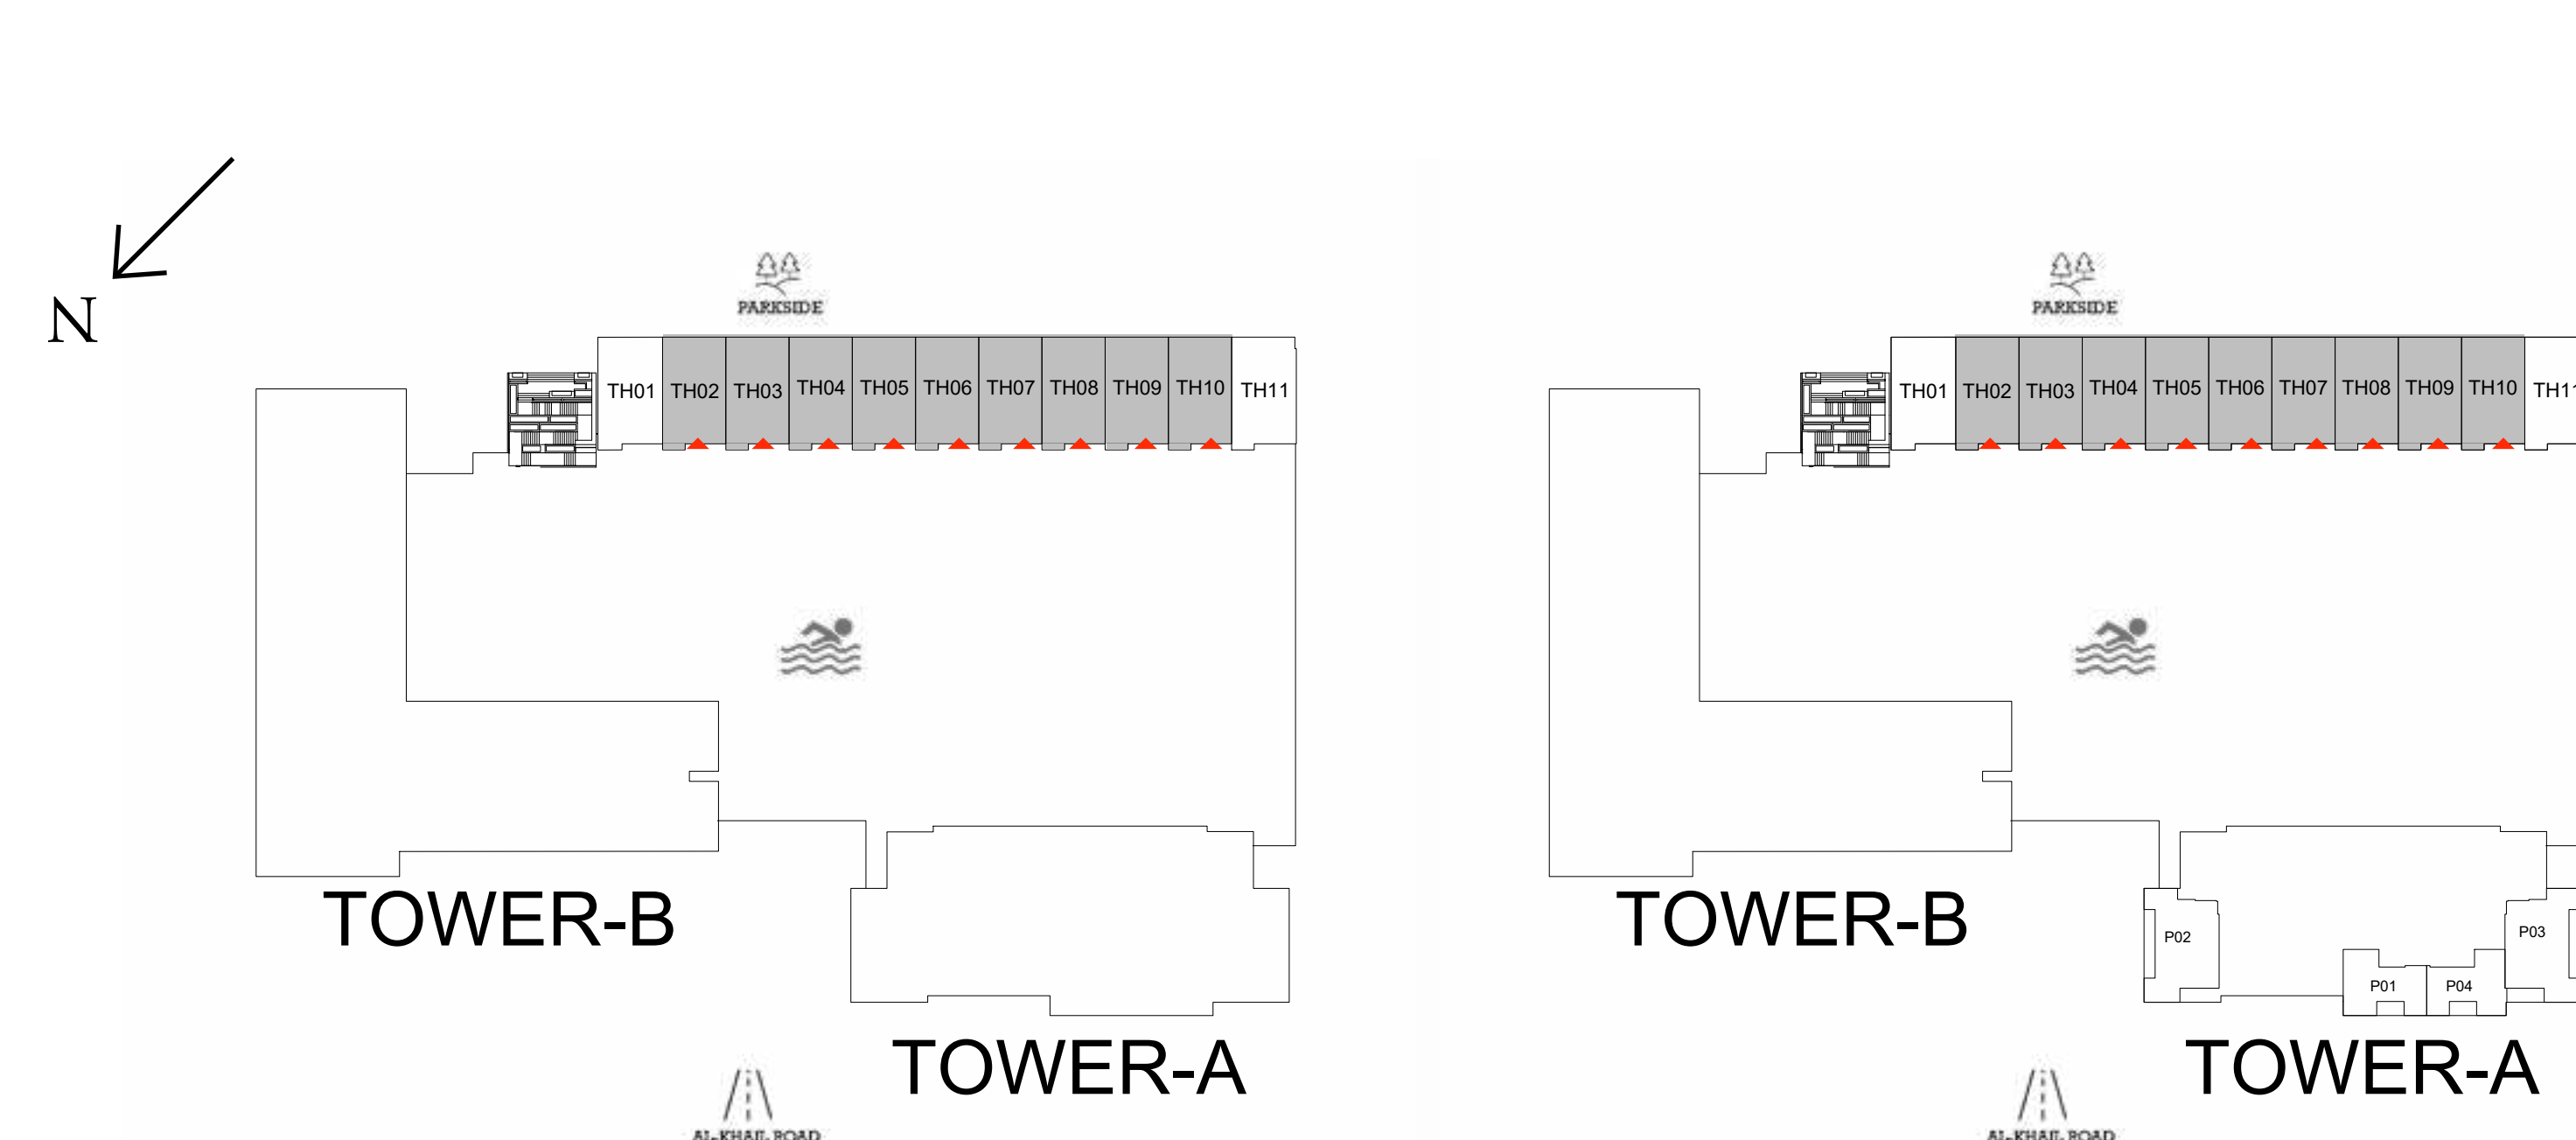 N
PARKSIDE
TH01 TH02 TH03 TH04 TH05 TH06 TH07 TH08 TH09 TH10 TH11
TOWER-B
TOWER-A
AL-KHAIL ROAD
PARKSIDE
TH01 TH02 TH03 TH04 TH05 TH06 TH07 TH08 TH09 TH10 TH11
P02
P03
P01
P04
TOWER-B
TOWER-A
AL-KHAIL ROAD